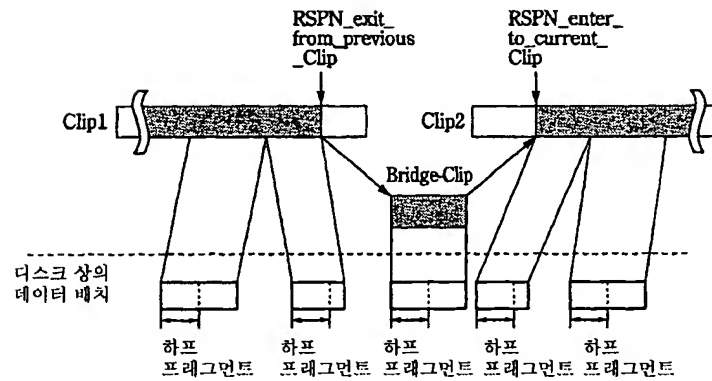 RSPN_exit_
from_previous
_Clip
RSPN_enter_
to_current_
Clip
Clip1
Clip2
Bridge-Clip
디스크 상의
데이터 배치
하프
프래그먼트
하프
프래그먼트
하프
프래그먼트
하프
프래그먼트
하프
프래그먼트